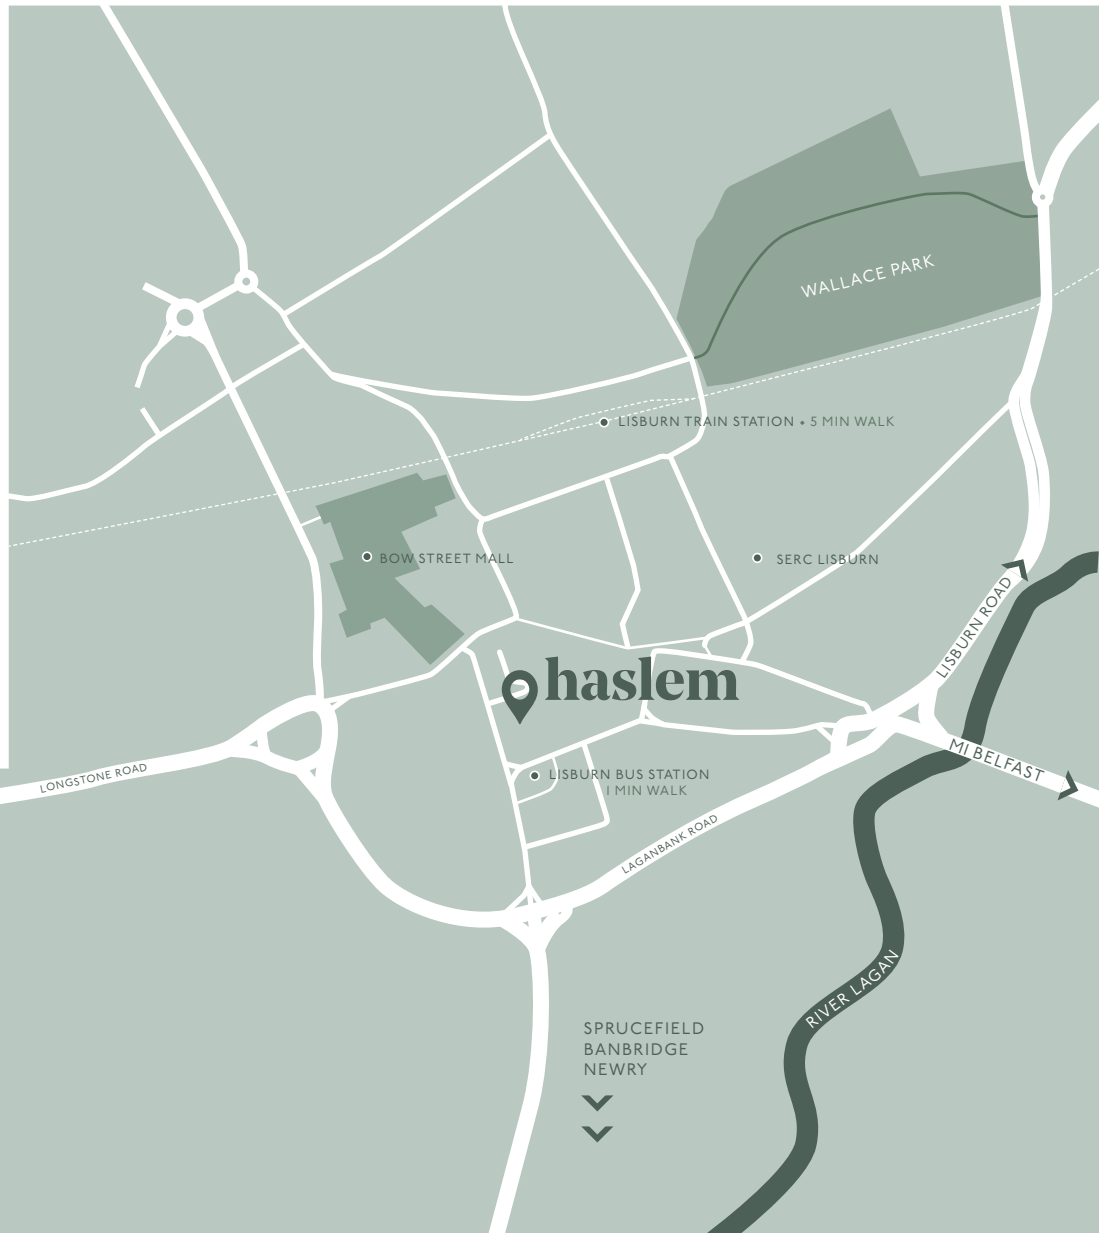 WALLACE PARK
LISBURN TRAIN STATION • 5 MIN WALK
BOW STREET MALL
SERC LISBURN
LISBURN ROAD
haslem
MI BELFAST
LONGSTONE ROAD
LISBURN BUS STATION
1 MIN WALK
LAGANBANK ROAD
RIVER LAGAN
SPRUCEFIELD
BANBRIDGE
NEWRY